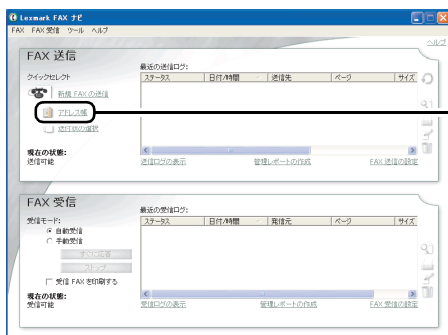 Lexmark FAX ナビ
FAX FAX 受信 ツール ヘルプ
ヘルプ
FAX 送信
クイックセレクト
最近の送信ログ:
ステータス 日付/時間 送信先 ページ サイズ
新規 FAX の送信
アドレス帳
送付状の選択
現在の状態:
送信可能
送信ログの表示 管理レポートの作成 FAX 送信の設定
FAX 受信
受信モード:
最近の受信ログ:
ステータス 日付/時間 発信元 ページ サイズ
自動受信
手動受信
ストップ
受信 FAX を印刷する
現在の状態:
受信可能
受信ログの表示 管理レポートの作成 FAX 受信の設定